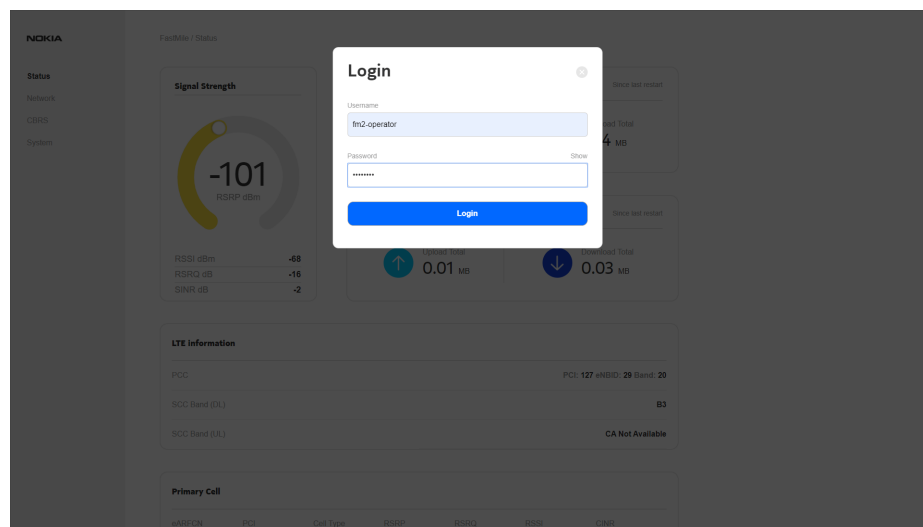 NOKIA
FastMile / Status
Status
Network
CBRS
System
Signal Strength
-101
RSRP dBm
RSSI dBm -68
RSRQ dB -16
SINR dB -2
Login
Username
fm2-operator
Password Show
••••••••
Login
Since last restart
4 MB
Since last restart
Upload Total
0.01 MB
Download Total
0.03 MB
LTE Information
PCC PCI: 127 eNBID: 29 Band: 20
SCC Band (DL) B3
SCC Band (UL) CA Not Available
Primary Cell
eARFCN PCI Cell Type RSRP RSRQ RSSI CINR